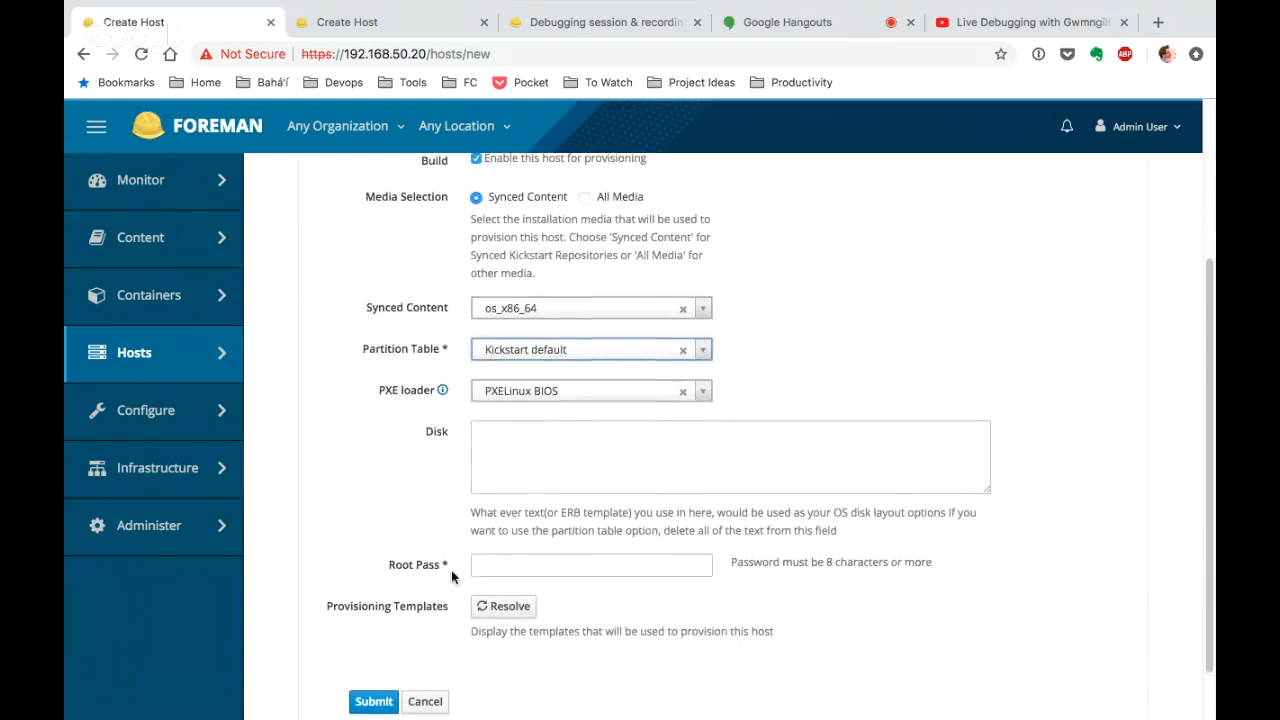 Create Host
Create Host
Debugging session & recordin
Google Hangouts
Live Debugging with Gwmngil
Not Secure
https://192.168.50.20/hosts/new
ABP
Bookmarks
Home
Bahá'í
Devops
Tools
FC
Pocket
To Watch
Project Ideas
Productivity
FOREMAN
Any Organization
Any Location
Admin User
Monitor
Content
Containers
Hosts
Configure
Infrastructure
Administer
Build
Enable this host for provisioning
Media Selection
Synced Content
All Media
Select the installation media that will be used to
provision this host. Choose 'Synced Content' for
Synced Kickstart Repositories or 'All Media' for
other media.
Synced Content
os_x86_64
Partition Table *
Kickstart default
PXE loader
PXELinux BIOS
Disk
What ever text(or ERB template) you use in here, would be used as your OS disk layout options If you
want to use the partition table option, delete all of the text from this field
Root Pass *
Password must be 8 characters or more
Provisioning Templates
Resolve
Display the templates that will be used to provision this host
Submit
Cancel